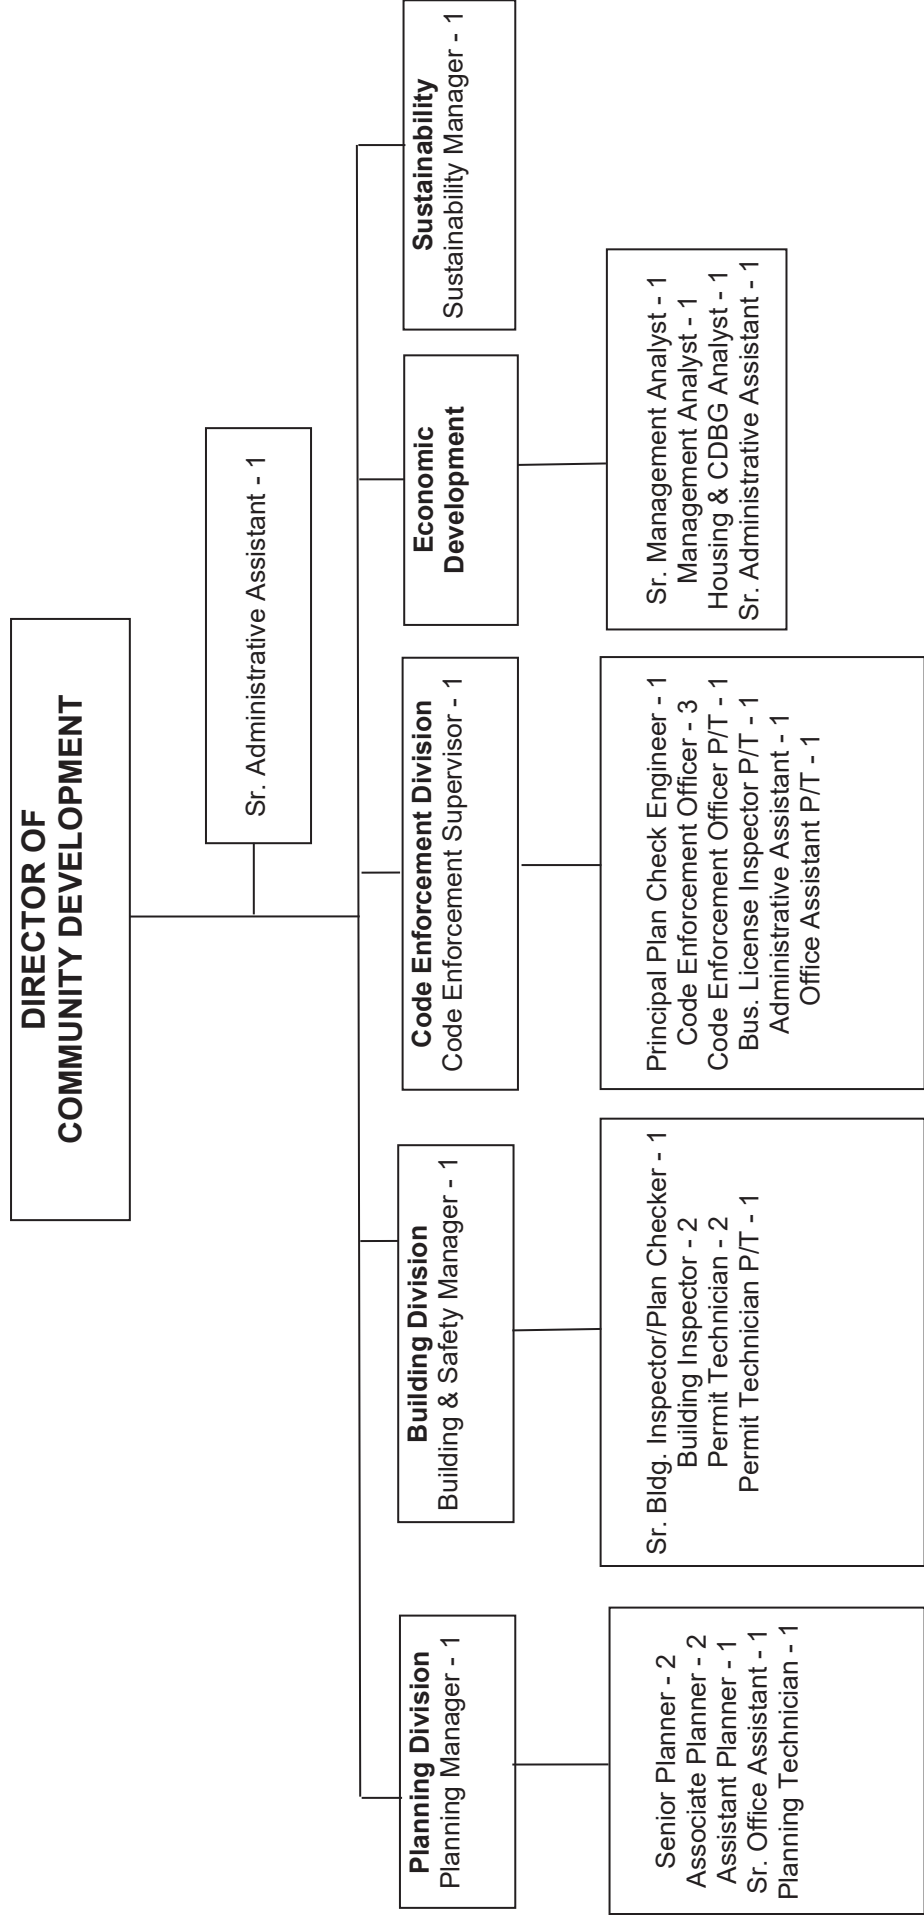 DIRECTOR OF
COMMUNITY DEVELOPMENT
Sr. Administrative Assistant - 1
Planning Division
Planning Manager - 1
Building Division
Building & Safety Manager - 1
Code Enforcement Division
Code Enforcement Supervisor - 1
Economic
Development
Sustainability
Sustainability Manager - 1
Senior Planner - 2
Associate Planner - 2
Assistant Planner - 1
Sr. Office Assistant - 1
Planning Technician - 1
Sr. Bldg. Inspector/Plan Checker - 1
Building Inspector - 2
Permit Technician - 2
Permit Technician P/T - 1
Principal Plan Check Engineer - 1
Code Enforcement Officer - 3
Code Enforcement Officer P/T - 1
Bus. License Inspector P/T - 1
Administrative Assistant - 1
Office Assistant P/T - 1
Sr. Management Analyst - 1
Management Analyst - 1
Housing & CDBG Analyst - 1
Sr. Administrative Assistant - 1